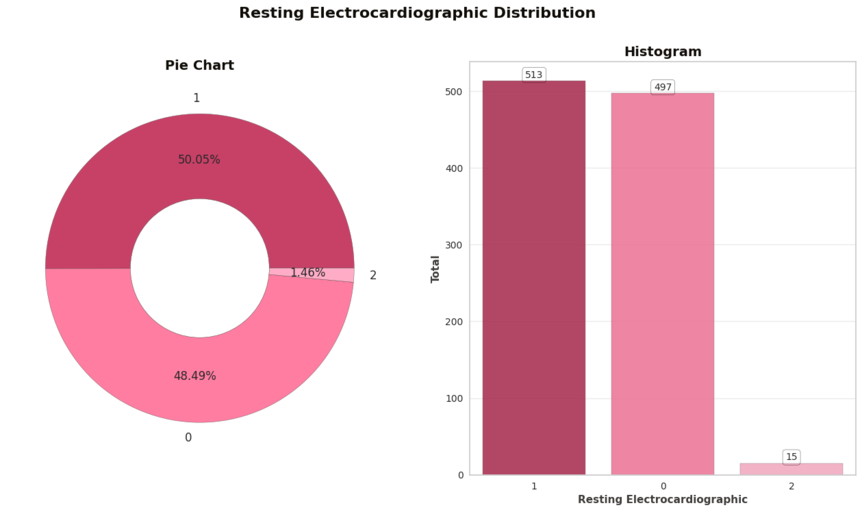 Resting Electrocardiographic Distribution
Pie Chart
1
50.05%
1.46%
2
48.49%
0
Histogram
513
497
15
500
400
300
200
100
0
Total
1 0 2
Resting Electrocardiographic